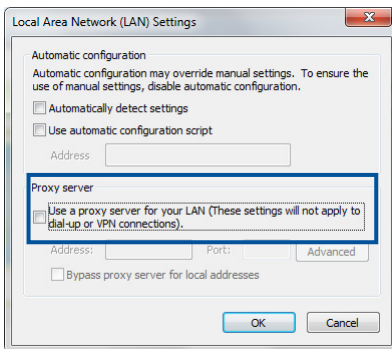 Local Area Network (LAN) Settings
Automatic configuration
Automatic configuration may override manual settings. To ensure the
use of manual settings, disable automatic configuration.
Automatically detect settings
Use automatic configuration script
Address
Proxy server
Use a proxy server for your LAN (These settings will not apply to
dial-up or VPN connections).
Address: Port: Advanced
Bypass proxy server for local addresses
OK Cancel